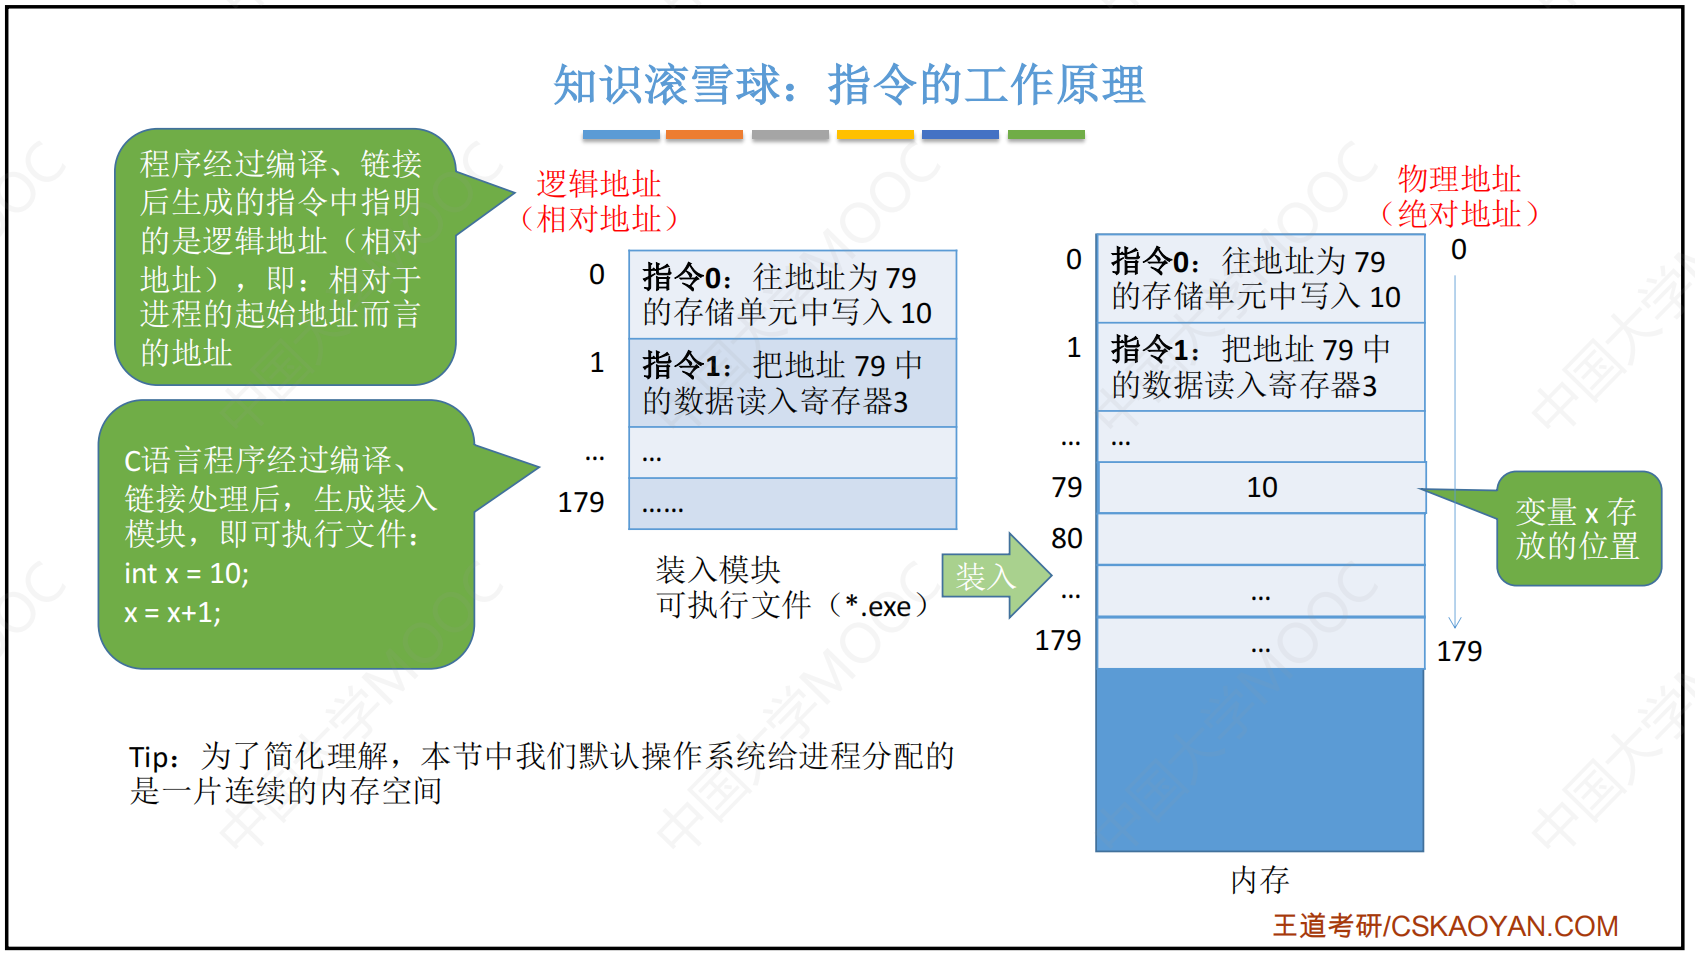 知识滚雪球：指令的工作原理
程序经过编译、链接
后生成的指令中指明
的是逻辑地址（相对
地址），即：相对于
进程的起始地址而言
的地址
C语言程序经过编译、
链接处理后，生成装入
模块，即可执行文件：
int x = 10;
x = x+1;
逻辑地址
（相对地址）
0
指令0：往地址为 79
的存储单元中写入 10
1
指令1：把地址 79 中
的数据读入寄存器3
...
...
179
......
装入模块
可执行文件（*.exe）
装入
物理地址
（绝对地址）
0
指令0：往地址为 79
的存储单元中写入 10
0
1
指令1：把地址 79 中
的数据读入寄存器3
...
...
79
10
80
...
...
179
...
179
变量 x 存
放的位置
内存
Tip：为了简化理解，本节中我们默认操作系统给进程分配的
是一片连续的内存空间
王道考研/CSKAOYAN.COM
中国大学MOOC